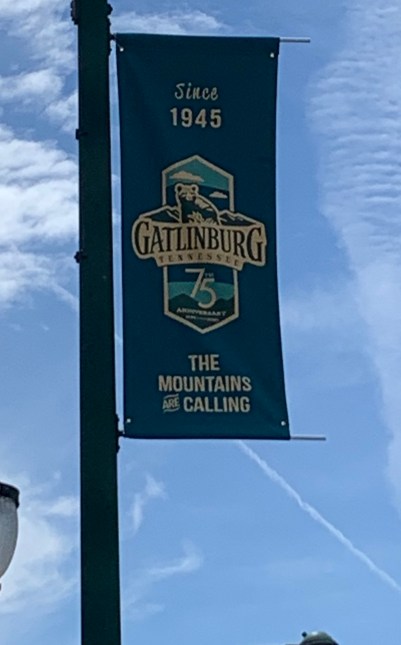 Since
1945
GATLINBURG
TENNESSEE
75
ANNIVERSARY
THE
MOUNTAINS
ARE CALLING